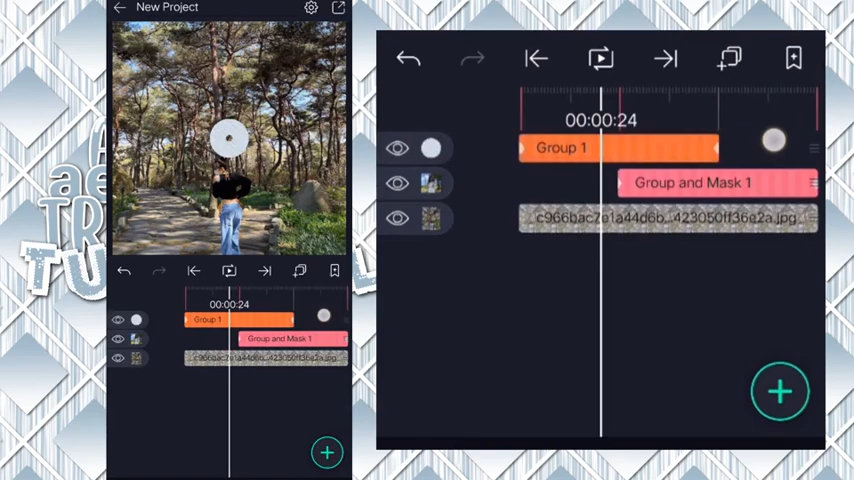 New Project
00:00:24
Group 1
Group and Mask 1
c966bac7e1a44d6b...423050ff36e2a.jpg
00:00:24
Group 1
Group and Mask 1
c966bac7e1a44d6b...423050ff36e2a.jpg